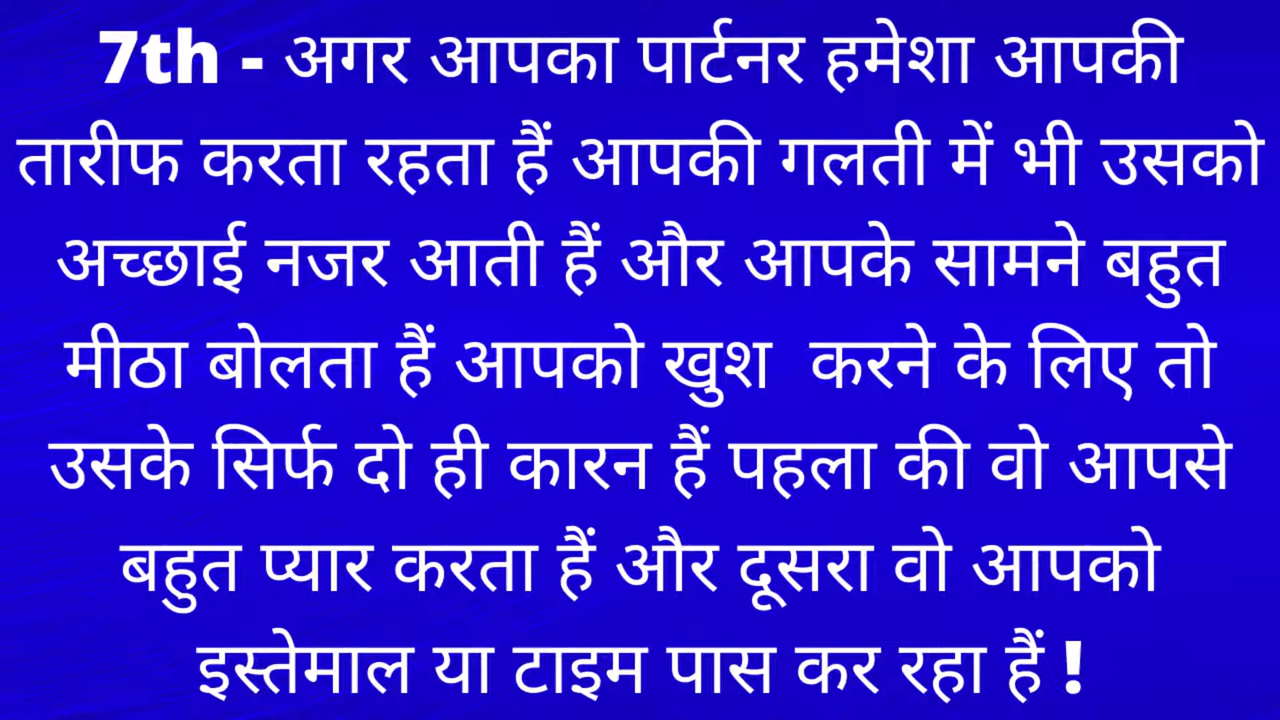 7th - अगर आपका पार्टनर हमेशा आपकी
तारीफ करता रहता हैं आपकी गलती में भी उसको
अच्छाई नजर आती हैं और आपके सामने बहुत
मीठा बोलता हैं आपको खुश  करने के लिए तो
उसके सिर्फ दो ही कारन हैं पहला की वो आपसे
बहुत प्यार करता हैं और दूसरा वो आपको
इस्तेमाल या टाइम पास कर रहा हैं !